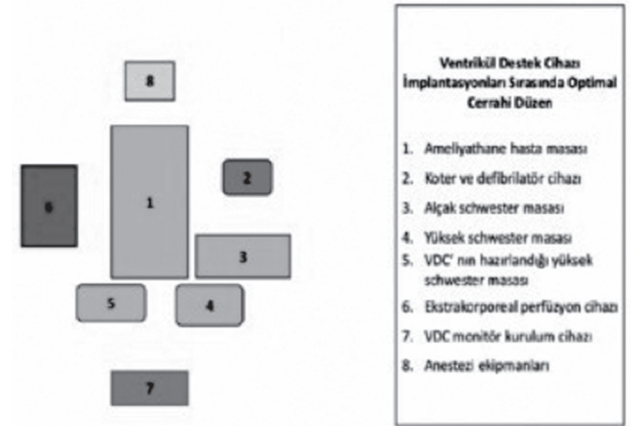 8
1
2
6
3
5
4
7
Ventrikül Destek Cihazı
İmplantasyonları Sırasında Optimal
Cerrahi Düzen
1. Ameliyathane hasta masası
2. Koter ve defibrilatör cihazı
3. Alçak schwester masası
4. Yüksek schwester masası
5. VDC' nın hazırlandığı yüksek
schwester masası
6. Ekstrakorporeal perfüzyon cihazı
7. VDC monitör kurulum cihazı
8. Anestezi ekipmanları